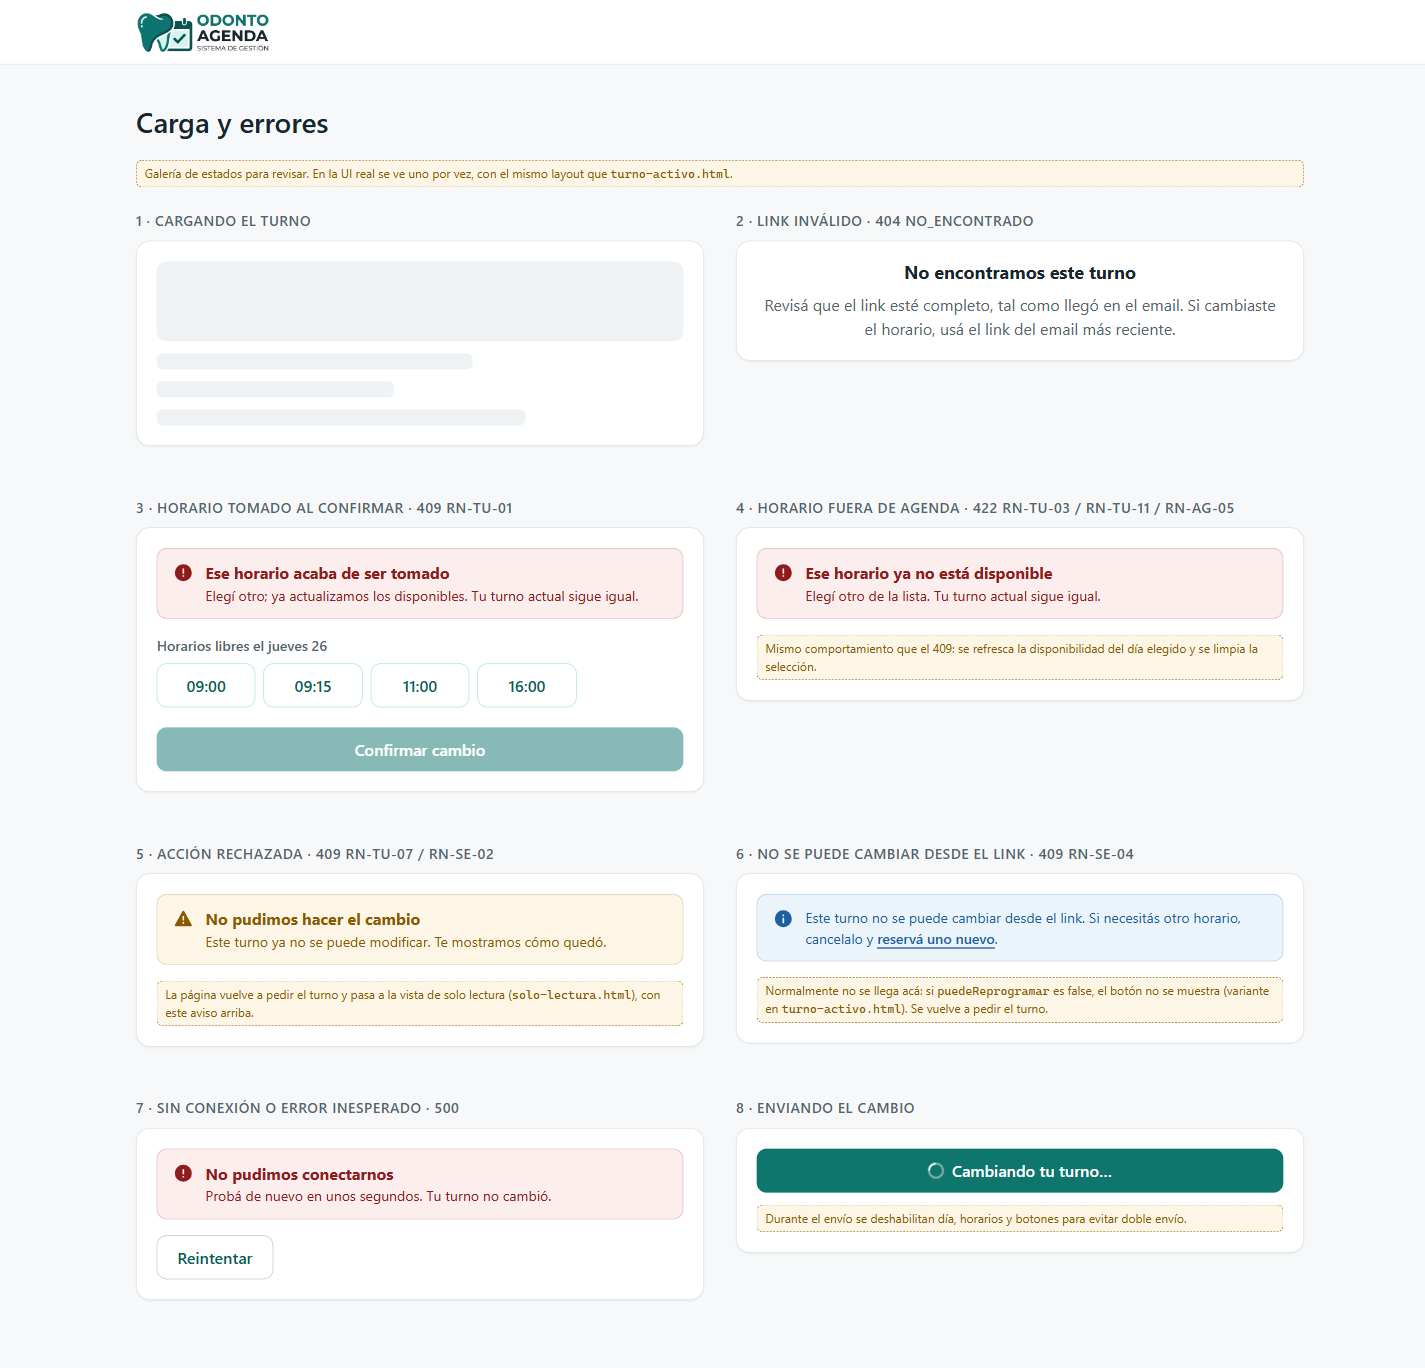 ODONTO
AGENDA
SISTEMA DE GESTIÓN
Carga y errores
Galería de estados para revisar. En la UI real se ve uno por vez, con el mismo layout que turno-activo.html.
1 · CARGANDO EL TURNO
2 · LINK INVÁLIDO · 404 NO_ENCONTRADO
No encontramos este turno
Revisá que el link esté completo, tal como llegó en el email. Si cambiaste
el horario, usá el link del email más reciente.
3 · HORARIO TOMADO AL CONFIRMAR · 409 RN-TU-01
Ese horario acaba de ser tomado
Elegí otro; ya actualizamos los disponibles. Tu turno actual sigue igual.
Horarios libres el jueves 26
09:00 09:15 11:00 16:00
Confirmar cambio
4 · HORARIO FUERA DE AGENDA · 422 RN-TU-03 / RN-TU-11 / RN-AG-05
Ese horario ya no está disponible
Elegí otro de la lista. Tu turno actual sigue igual.
Mismo comportamiento que el 409: se refresca la disponibilidad del día elegido y se limpia la
selección.
5 · ACCIÓN RECHAZADA · 409 RN-TU-07 / RN-SE-02
No pudimos hacer el cambio
Este turno ya no se puede modificar. Te mostramos cómo quedó.
La página vuelve a pedir el turno y pasa a la vista de solo lectura (solo-lectura.html), con
este aviso arriba.
6 · NO SE PUEDE CAMBIAR DESDE EL LINK · 409 RN-SE-04
Este turno no se puede cambiar desde el link. Si necesitás otro horario,
cancelalo y reservá uno nuevo.
Normalmente no se llega acá: si puedeReprogramar es false, el botón no se muestra (variante
en turno-activo.html). Se vuelve a pedir el turno.
7 · SIN CONEXIÓN O ERROR INESPERADO · 500
No pudimos conectarnos
Probá de nuevo en unos segundos. Tu turno no cambió.
Reintentar
8 · ENVIANDO EL CAMBIO
Cambiando tu turno...
Durante el envío se deshabilitan día, horarios y botones para evitar doble envío.